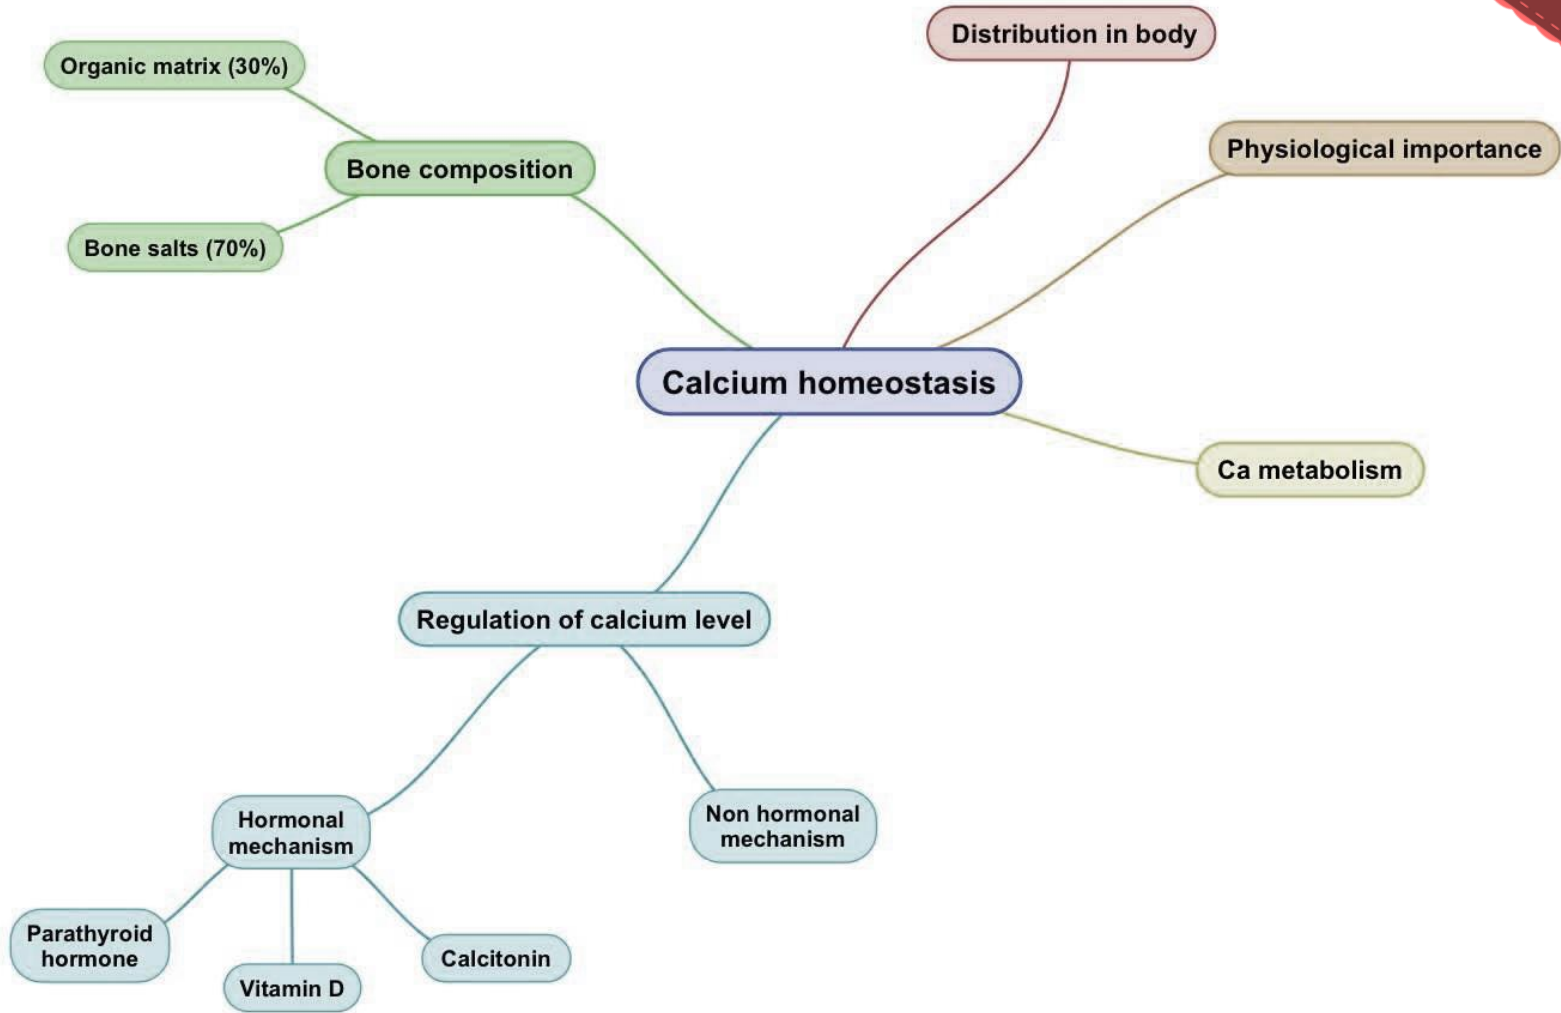 Distribution in body
Organic matrix (30%)
Physiological importance
Bone composition
Bone salts (70%)
Calcium homeostasis
Ca metabolism
Regulation of calcium level
Hormonal
mechanism
Non hormonal
mechanism
Parathyroid
hormone
Vitamin D
Calcitonin